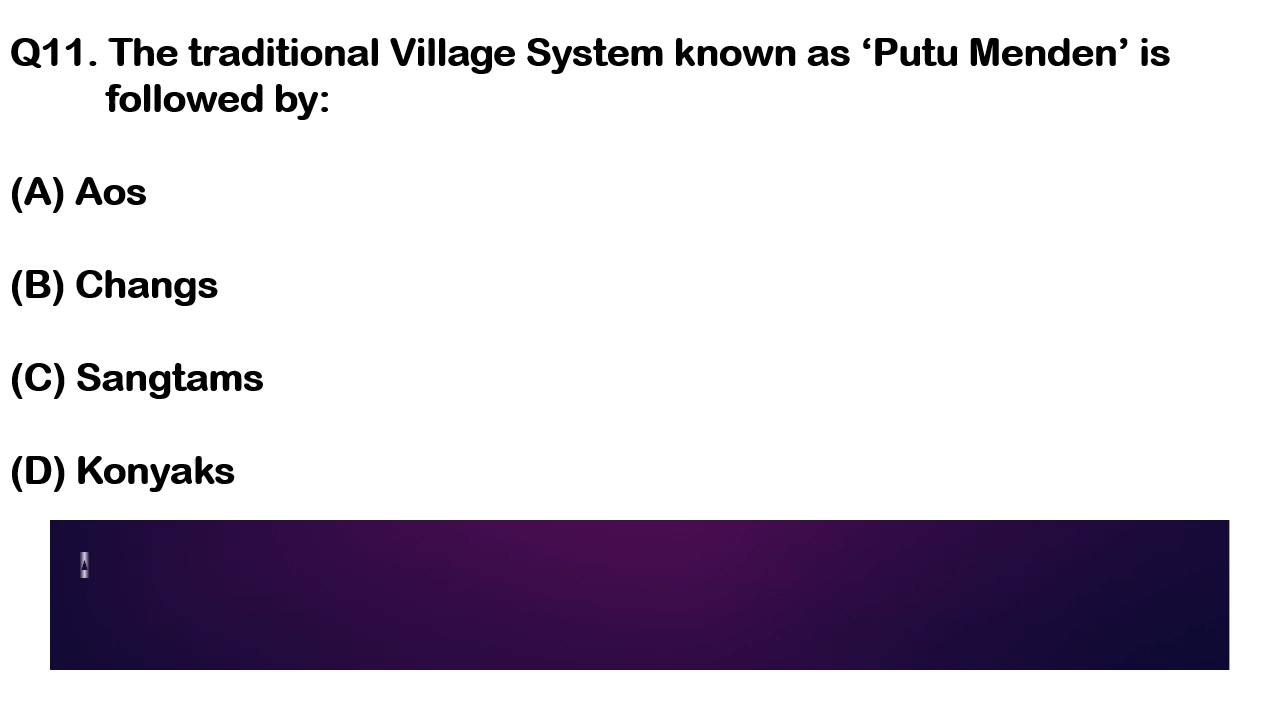 Q11. The traditional Village System known as ‘Putu Menden’ is
followed by:
(A) Aos
(B) Changs
(C) Sangtams
(D) Konyaks